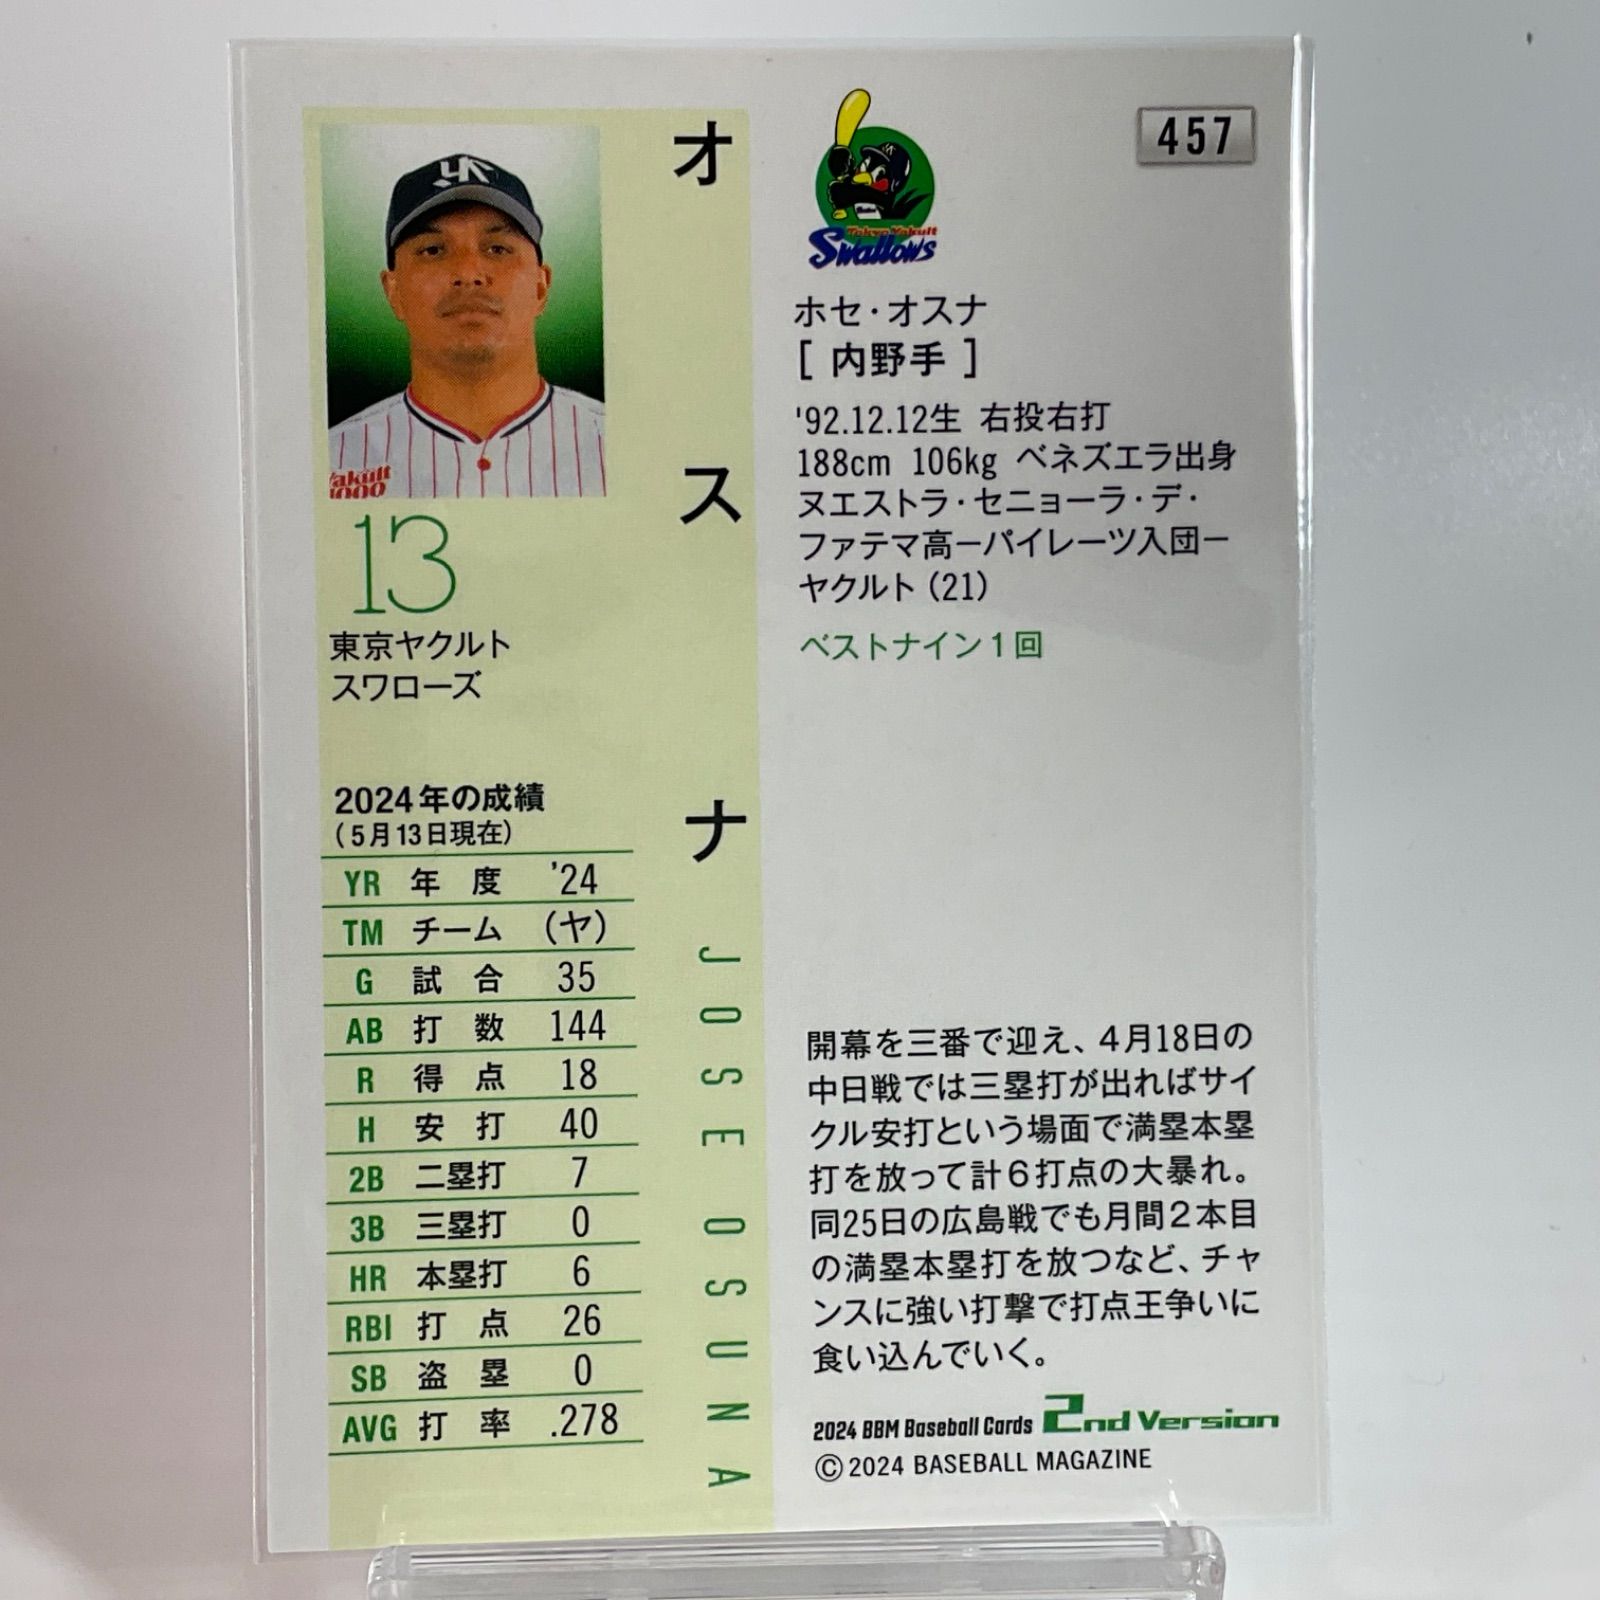 オスナ
JOSE OSUNA
Yakult
1000
13
東京ヤクルト
スワローズ
2024年の成績
(5月13日現在)
YR 年度 '24
TM チーム (ヤ)
G 試合 35
AB 打数 144
R 得点 18
H 安打 40
2B 二塁打 7
3B 三塁打 0
HR 本塁打 6
RBI 打点 26
SB 盗塁 0
AVG 打率 .278
Tokyo Yakult
Swallows
457
ホセ・オスナ
[ 内野手 ]
'92.12.12生 右投右打
188cm 106kg ベネズエラ出身
ヌエストラ・セニョーラ・デ・
ファテマ高ーパイレーツ入団ー
ヤクルト(21)
ベストナイン1回
開幕を三番で迎え、4月18日の
中日戦では三塁打が出ればサイ
クル安打という場面で満塁本塁
打を放って計6打点の大暴れ。
同25日の広島戦でも月間2本目
の満塁本塁打を放つなど、チャ
ンスに強い打撃で打点王争いに
食い込んでいく。
2024 BBM Baseball Cards 2nd Version
©2024 BASEBALL MAGAZINE